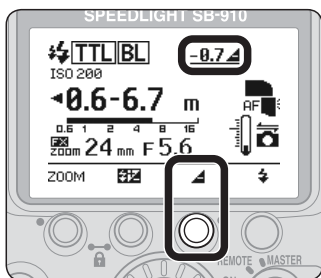 SPEEDLIGHT SB-910
TTL BL -0.7
ISO 200
0.6-6.7 m
AF
0.6 1 2 4 8 16
FX
zoom 24 mm F5.6
ZOOM
REMOTE MASTER